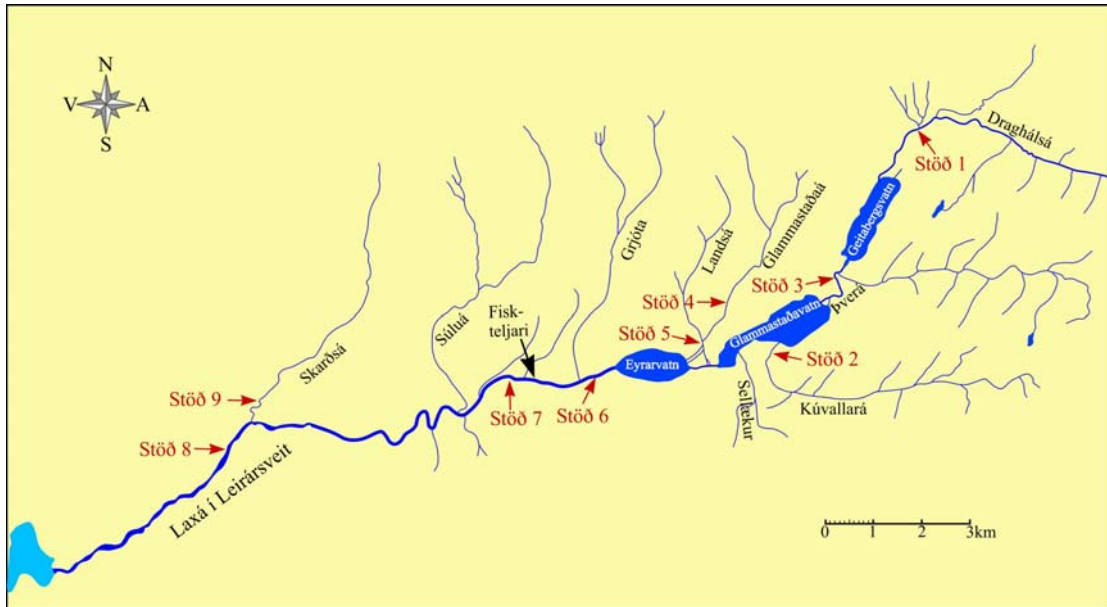 N
V
A
S
Draghálsá
Stöð 1
Geitabergsvatn
Glammastaðaá
Landsá
Grjóta
Stöð 3
Þverá
Stöð 4
Glammastaðavatn
Súluá
Fisk-
teljari
Stöð 5
Eyrarvatn
Stöð 2
Skarðsá
Stöð 9
Stöð 7
Stöð 6
Sellækur
Kúvallará
Stöð 8
Laxá í Leirársveit
0 1 2 3km